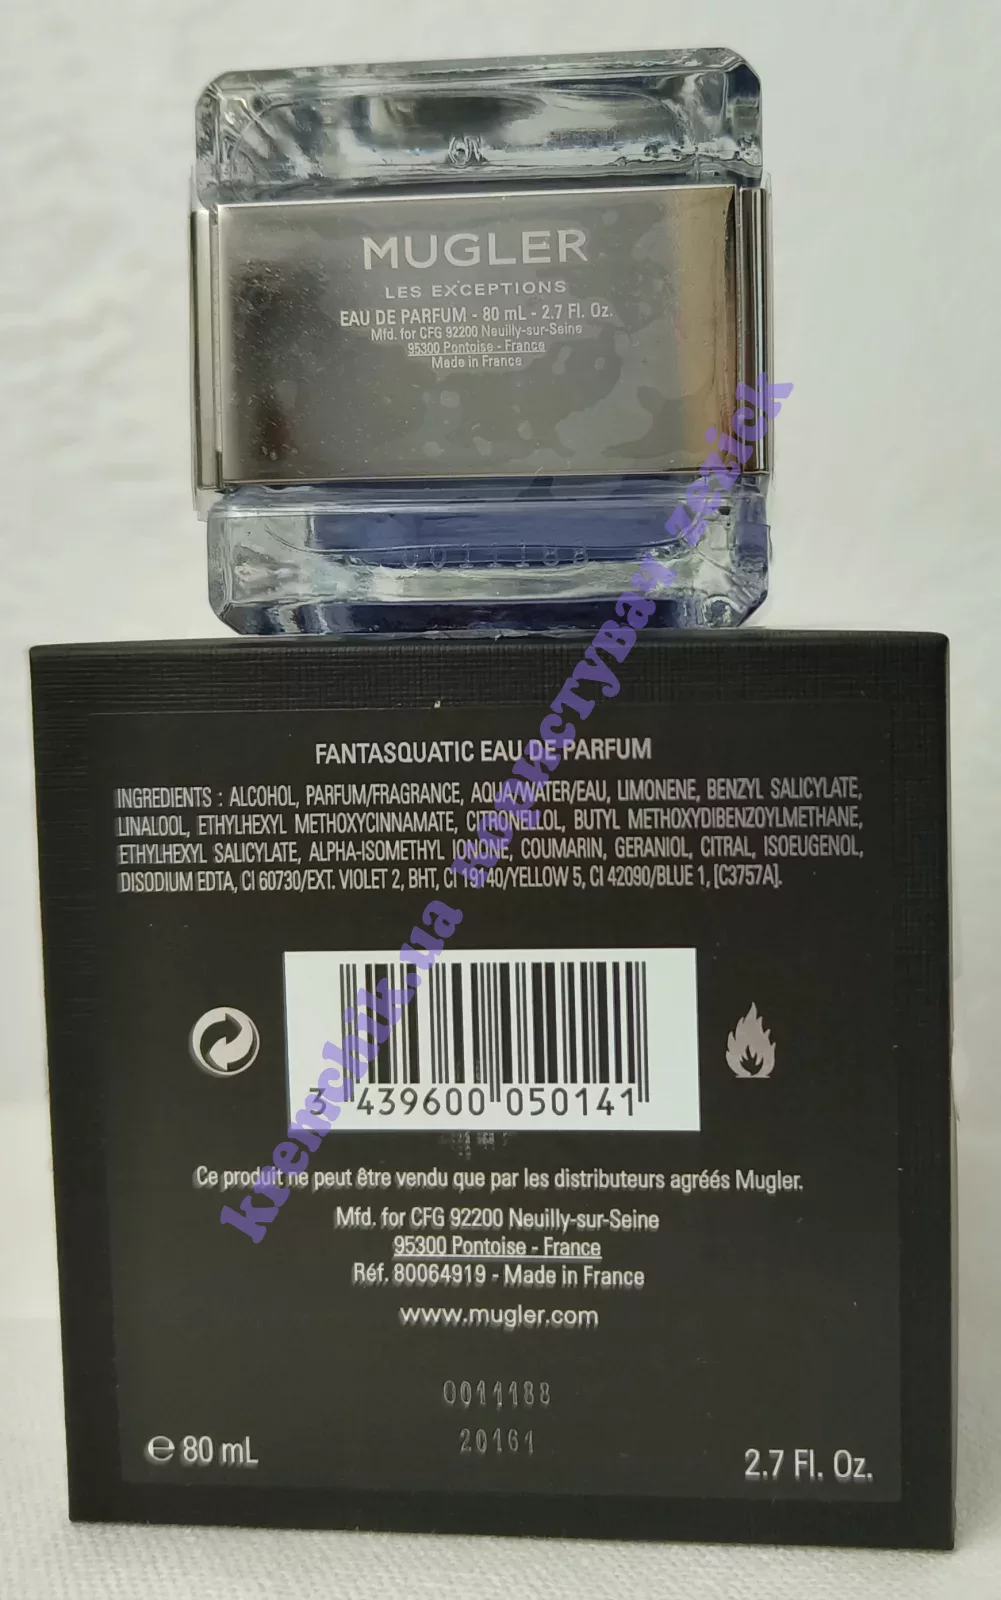 MUGLER
LES EXCEPTIONS
EAU DE PARFUM - 80 mL - 2.7 Fl. Oz.
Mfd. for CFG 92200 Neuilly-sur-Seine
95300 Pontoise - France
Made in France
0011188
FANTASQUATIC EAU DE PARFUM
INGREDIENTS : ALCOHOL, PARFUM/FRAGRANCE, AQUA/WATER/EAU, LIMONENE, BENZYL SALICYLATE,
LINALOOL, ETHYLHEXYL METHOXYCINNAMATE, CITRONELLOL, BUTYL METHOXYDIBENZOYLMETHANE,
ETHYLHEXYL SALICYLATE, ALPHA-ISOMETHYL IONONE, COUMARIN, GERANIOL, CITRAL, ISOEUGENOL,
DISODIUM EDTA, CI 60730/EXT. VIOLET 2, BHT, CI 19140/YELLOW 5, CI 42090/BLUE 1, [C3757A].
3 439600 050141
Ce produit ne peut être vendu que par les distributeurs agréés Mugler.
Mfd. for CFG 92200 Neuilly-sur-Seine
95300 Pontoise - France
Réf. 80064919 - Made in France
www.mugler.com
0011188
20161
℮ 80 mL
2.7 Fl. Oz.
kremchik.ua користувач zezick